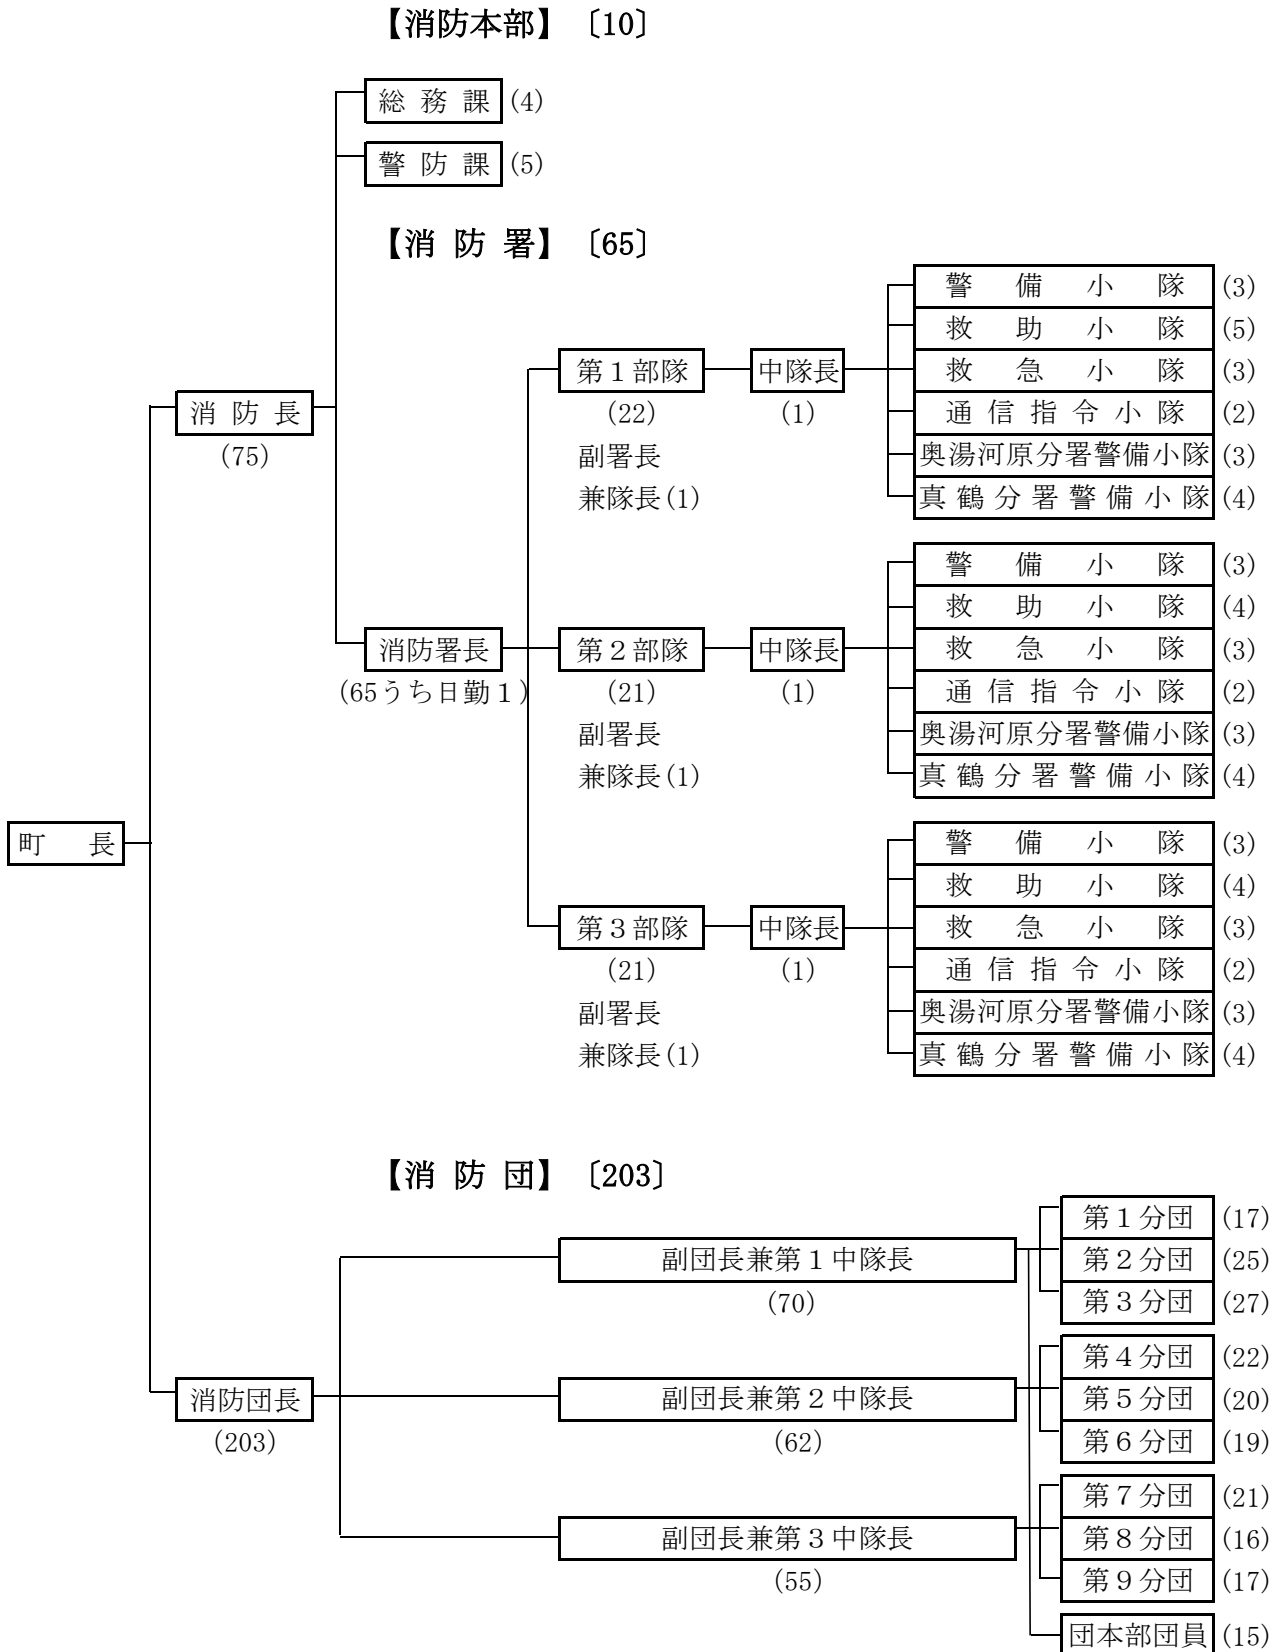 【消防本部】〔10〕
総務課 (4)
警防課 (5)
【消防署】〔65〕
警備小隊 (3)
救助小隊 (5)
第１部隊 中隊長 救急小隊 (3)
消防長 (22) (1) 通信指令小隊 (2)
(75) 副署長 奥湯河原分署警備小隊 (3)
兼隊長(1) 真鶴分署警備小隊 (4)
警備小隊 (3)
救助小隊 (4)
消防署長 第２部隊 中隊長 救急小隊 (3)
(65うち日勤１) (21) (1) 通信指令小隊 (2)
副署長 奥湯河原分署警備小隊 (3)
兼隊長(1) 真鶴分署警備小隊 (4)
町長 警備小隊 (3)
救助小隊 (4)
第３部隊 中隊長 救急小隊 (3)
(21) (1) 通信指令小隊 (2)
副署長 奥湯河原分署警備小隊 (3)
兼隊長(1) 真鶴分署警備小隊 (4)
【消防団】〔203〕
第１分団 (17)
副団長兼第１中隊長 第２分団 (25)
(70) 第３分団 (27)
第４分団 (22)
消防団長 副団長兼第２中隊長 第５分団 (20)
(203) (62) 第６分団 (19)
第７分団 (21)
副団長兼第３中隊長 第８分団 (16)
(55) 第９分団 (17)
団本部団員 (15)